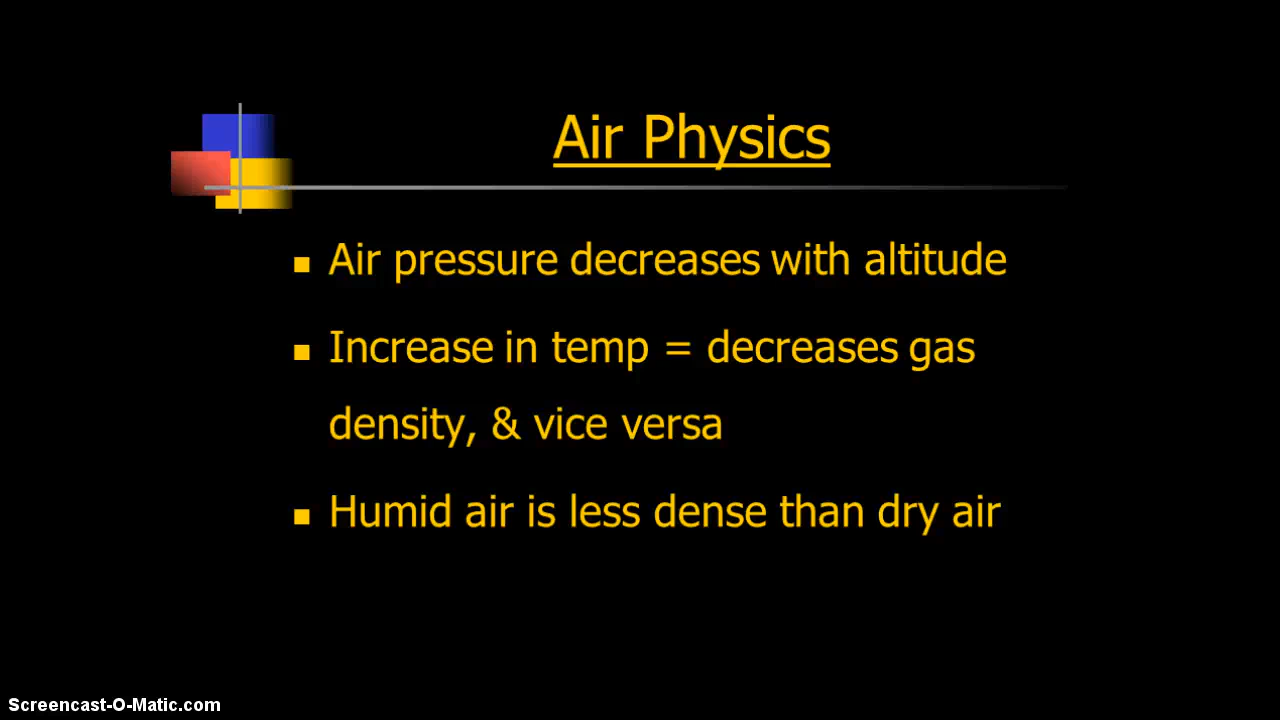 Air Physics
Air pressure decreases with altitude
Increase in temp = decreases gas
density, & vice versa
Humid air is less dense than dry air
Screencast-O-Matic.com